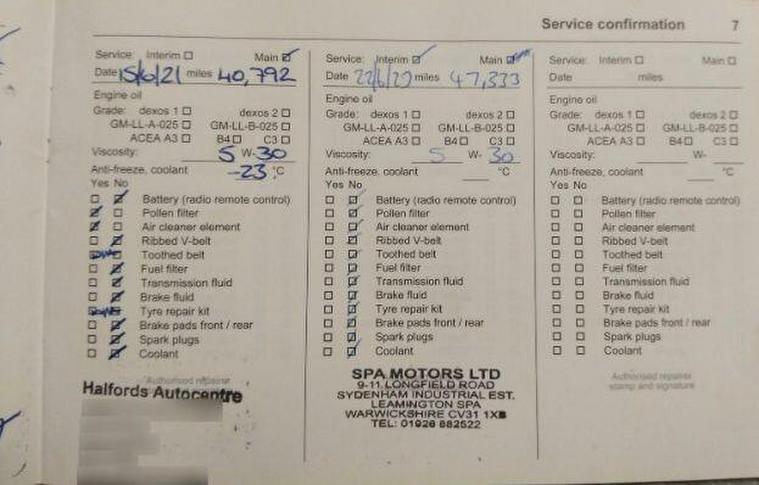 Service confirmation 7
Service: Interim ☐ Main ☑
Date 15/6/21 miles 40,792
Engine oil
Grade: dexos 1 ☐ dexos 2 ☐
GM-LL-A-025 ☐ GM-LL-B-025 ☐
ACEA A3 ☐ B4 ☐ C3 ☐
Viscosity: 5 W-30
Anti-freeze, coolant -23 °C
Yes No
Battery (radio remote control)
Pollen filter
Air cleaner element
Ribbed V-belt
Toothed belt
Fuel filter
Transmission fluid
Brake fluid
Tyre repair kit
Brake pads front / rear
Spark plugs
Coolant
Authorised repairer
Halfords Autocentre
Service: Interim ☑ Main ☐
Date 22/6/ miles 47,333
Engine oil
Grade: dexos 1 ☐ dexos 2 ☐
GM-LL-A-025 ☐ GM-LL-B-025 ☐
ACEA A3 ☐ B4 ☐ C3 ☐
Viscosity: 5 W- 30
Anti-freeze, coolant °C
Yes No
Battery (radio remote control)
Pollen filter
Air cleaner element
Ribbed V-belt
Toothed belt
Fuel filter
Transmission fluid
Brake fluid
Tyre repair kit
Brake pads front / rear
Spark plugs
Coolant
SPA MOTORS LTD
9-11 LONGFIELD ROAD
SYDENHAM INDUSTRIAL EST.
LEAMINGTON SPA
WARWICKSHIRE CV31 1XB
TEL: 01926 882522
Service: Interim ☐ Main ☐
Date miles
Engine oil
Grade: dexos 1 ☐ dexos 2 ☐
GM-LL-A-025 ☐ GM-LL-B-025 ☐
ACEA A3 ☐ B4 ☐ C3 ☐
Viscosity: W-
Anti-freeze, coolant °C
Yes No
Battery (radio remote control)
Pollen filter
Air cleaner element
Ribbed V-belt
Toothed belt
Fuel filter
Transmission fluid
Brake fluid
Tyre repair kit
Brake pads front / rear
Spark plugs
Coolant
Authorised repairer
stamp and signature